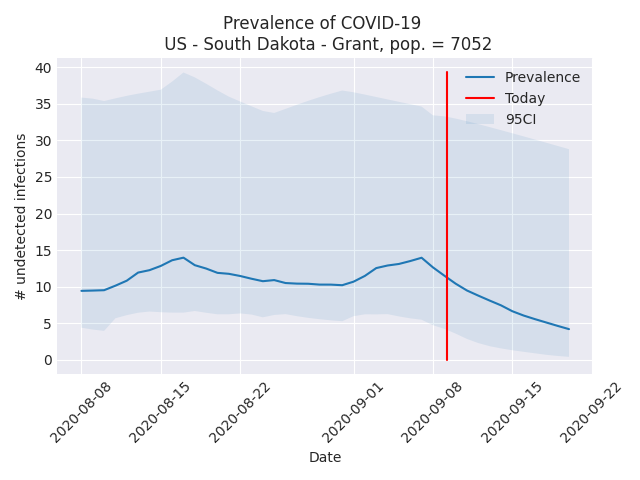 Prevalence of COVID-19
US - South Dakota - Grant, pop. = 7052
40
35
30
25
20
15
10
5
0
# undetected infections
Prevalence
Today
95CI
2020-08-08
2020-08-15
2020-08-22
2020-09-01
2020-09-08
2020-09-15
2020-09-22
Date